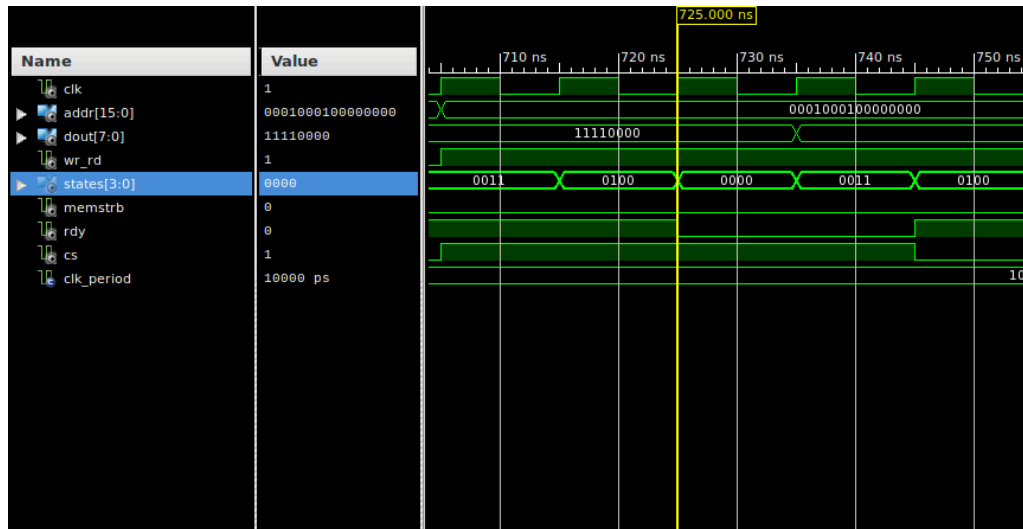 725.000 ns
Name Value 710 ns 720 ns 730 ns 740 ns 750 ns
clk 1
addr[15:0] 0001000100000000 0001000100000000
dout[7:0] 11110000 11110000
wr_rd 1
states[3:0] 0000 0011 0100 0000 0011 0100
memstrb 0
rdy 0
cs 1
clk_period 10000 ps 10